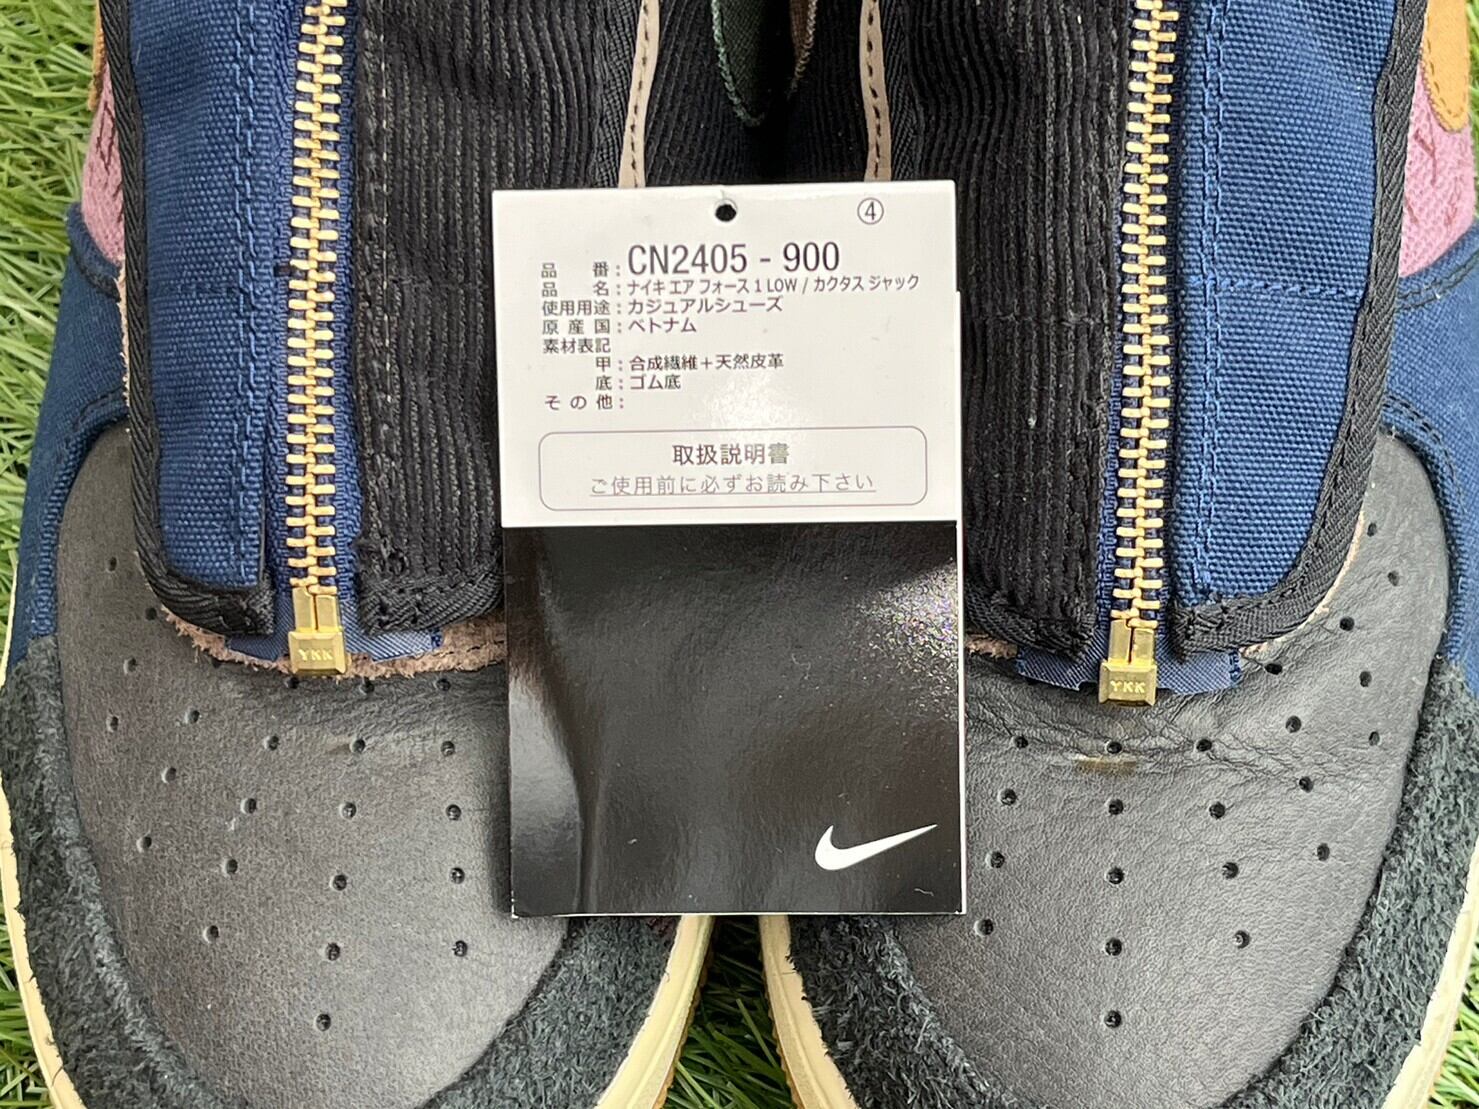 ④
品番：CN2405-900
品名：ナイキ エア フォース 1 LOW / カクタス ジャック
使用用途：カジュアルシューズ
原産国：ベトナム
素材表記
甲：合成繊維＋天然皮革
底：ゴム底
その他：
取扱説明書
ご使用前に必ずお読み下さい
YKK
YKK